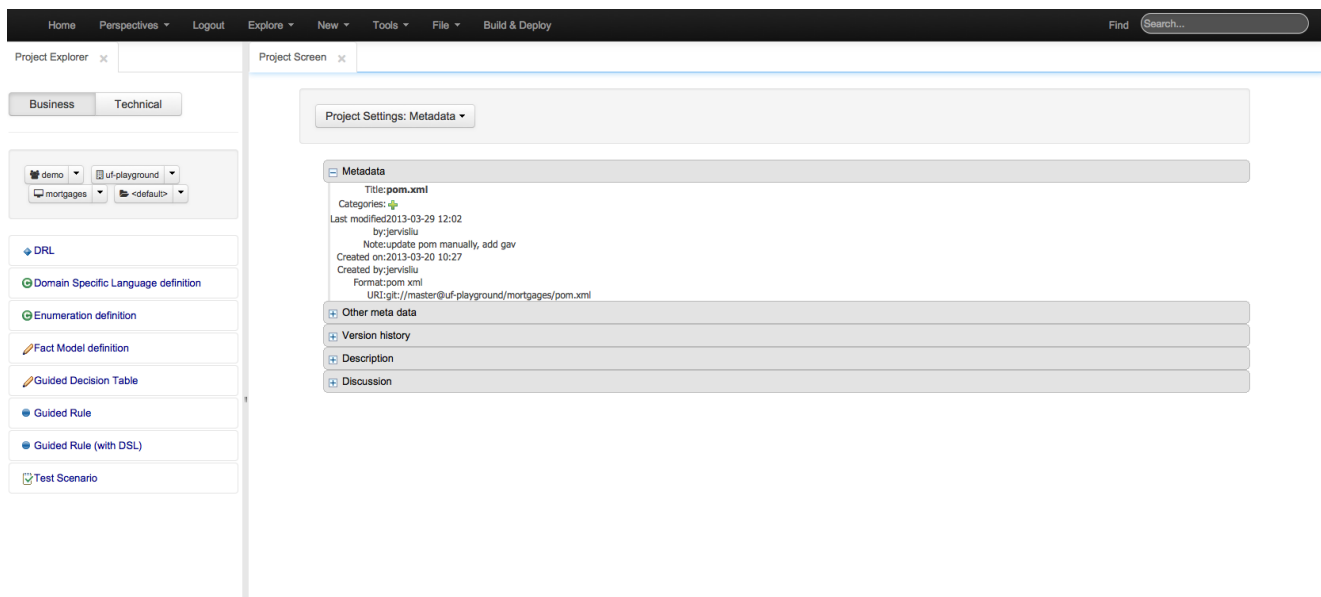 Home Perspectives Logout Explore New Tools File Build & Deploy Find Search...
Project Explorer
Project Screen
Business Technical
Project Settings: Metadata
demo uf-playground
mortgages <default>
DRL
Domain Specific Language definition
Enumeration definition
Fact Model definition
Guided Decision Table
Guided Rule
Guided Rule (with DSL)
Test Scenario
Metadata
Title:pom.xml
Categories:
Last modified2013-03-29 12:02
by:jervisliu
Note:update pom manually, add gav
Created on:2013-03-20 10:27
Created by:jervisliu
Format:pom xml
URI:git://master@uf-playground/mortgages/pom.xml
Other meta data
Version history
Description
Discussion